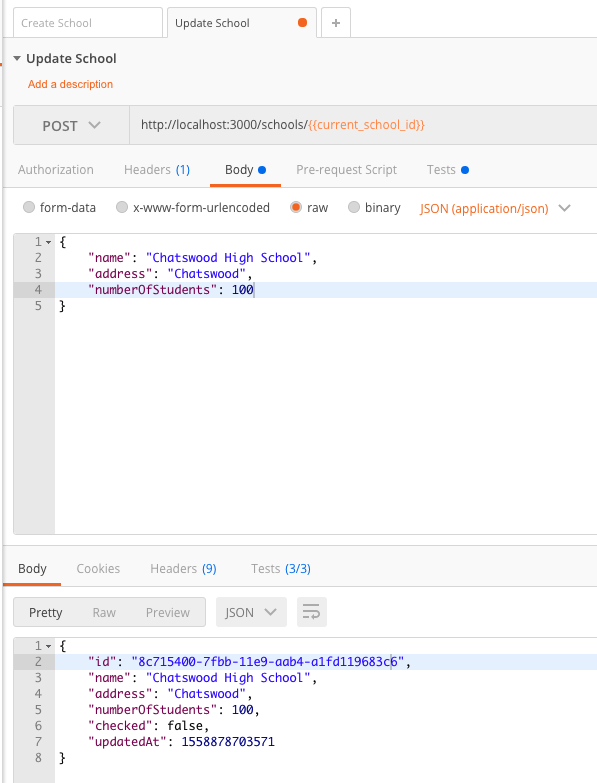 Create School
Update School
+
Update School
Add a description
POST http://localhost:3000/schools/{{current_school_id}}
Authorization Headers (1) Body Pre-request Script Tests
form-data x-www-form-urlencoded raw binary JSON (application/json)
1 {
2 "name": "Chatswood High School",
3 "address": "Chatswood",
4 "numberOfStudents": 100
5 }
Body Cookies Headers (9) Tests (3/3)
Pretty Raw Preview JSON
1 {
2 "id": "8c715400-7fbb-11e9-aab4-a1fd119683c6",
3 "name": "Chatswood High School",
4 "address": "Chatswood",
5 "numberOfStudents": 100,
6 "checked": false,
7 "updatedAt": 1558878703571
8 }